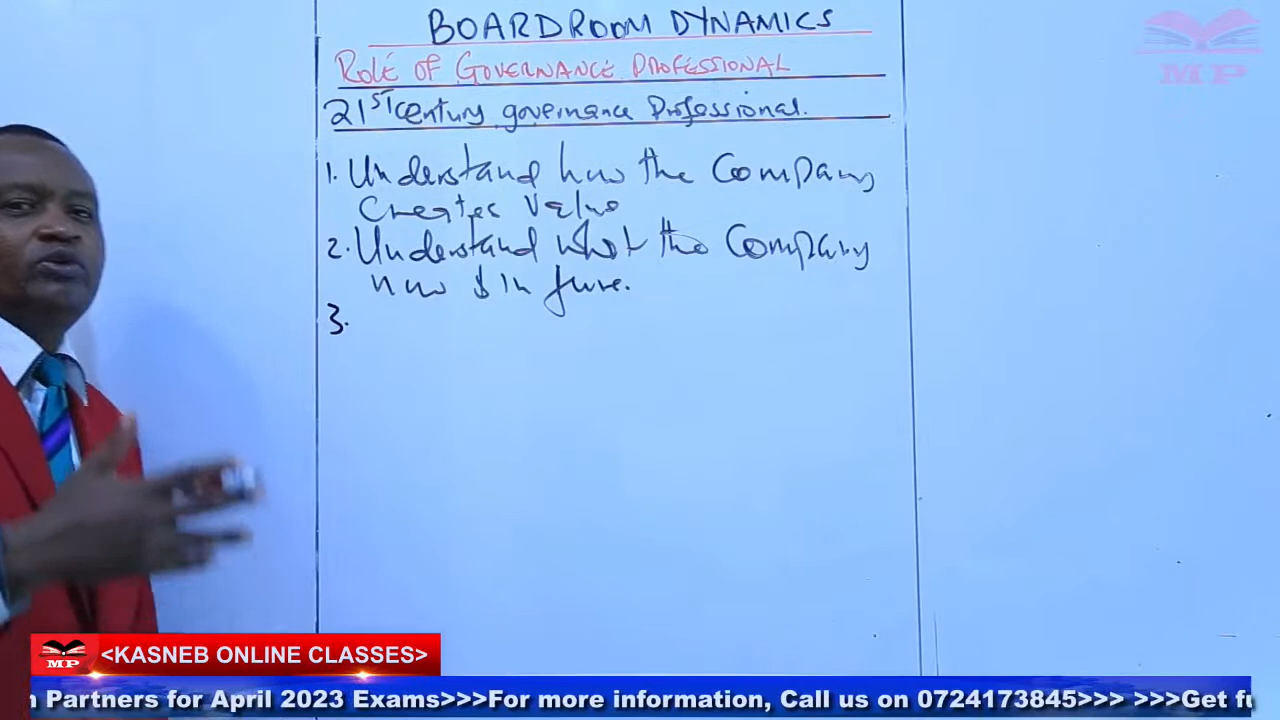 BOARDROOM DYNAMICS
ROLE OF GOVERNANCE PROFESSIONAL
MP
21ST century governance Professional.
1. Understand how the Company
Creates Value
2. Understand what the Company
now & in
3.
MP <KASNEB ONLINE CLASSES>
Partners for April 2023 Exams>>>For more information, Call us on 0724173845>>> >>>Get